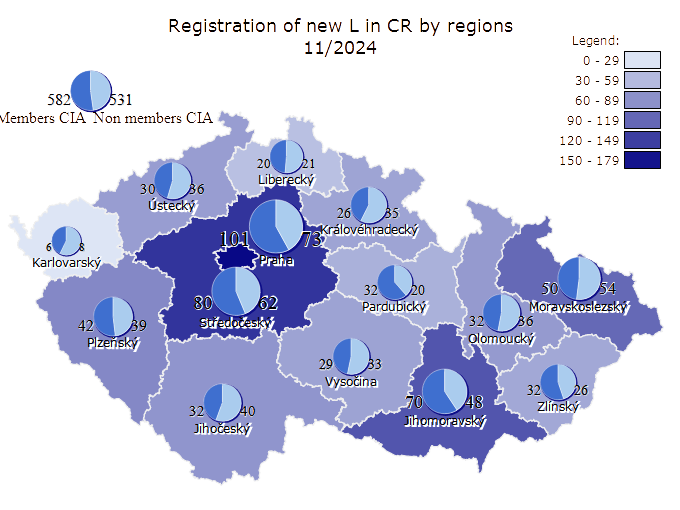 Registration of new L in CR by regions
11/2024
Legend:
0 - 29
30 - 59
60 - 89
90 - 119
120 - 149
150 - 179
582 531
Members CIA Non members CIA
20 21
Liberecký
30 36
Ústecký
26 35
Královéhradecký
6 8
Karlovarský
101 73
Praha
50 54
Moravskoslezský
32 20
Pardubický
80 62
Středočeský
42 39
Plzeňský
32 36
Olomoucký
29 33
Vysočina
32 26
Zlínský
70 48
Jihomoravský
32 40
Jihočeský